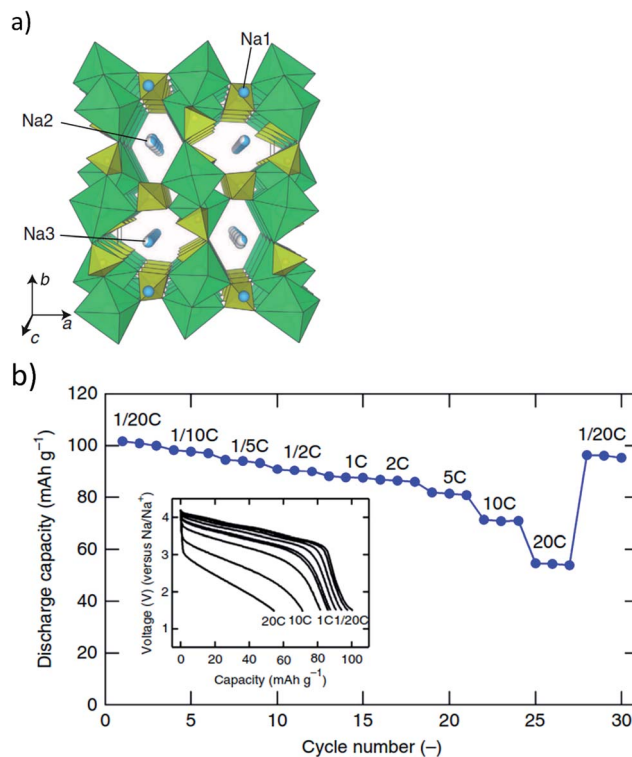 a)
Na1
Na2
Na3
b
a
c
b)
120
100
80
60
40
20
0
Discharge capacity (mAh g⁻¹)
1/20C
1/10C
1/5C
1/2C
1C
2C
5C
10C
20C
1/20C
4
3
2
1
Voltage (V) (versus Na/Na⁺)
20C 10C 1C 1/20C
0 20 40 60 80 100
Capacity (mAh g⁻¹)
0 5 10 15 20 25 30
Cycle number (–)